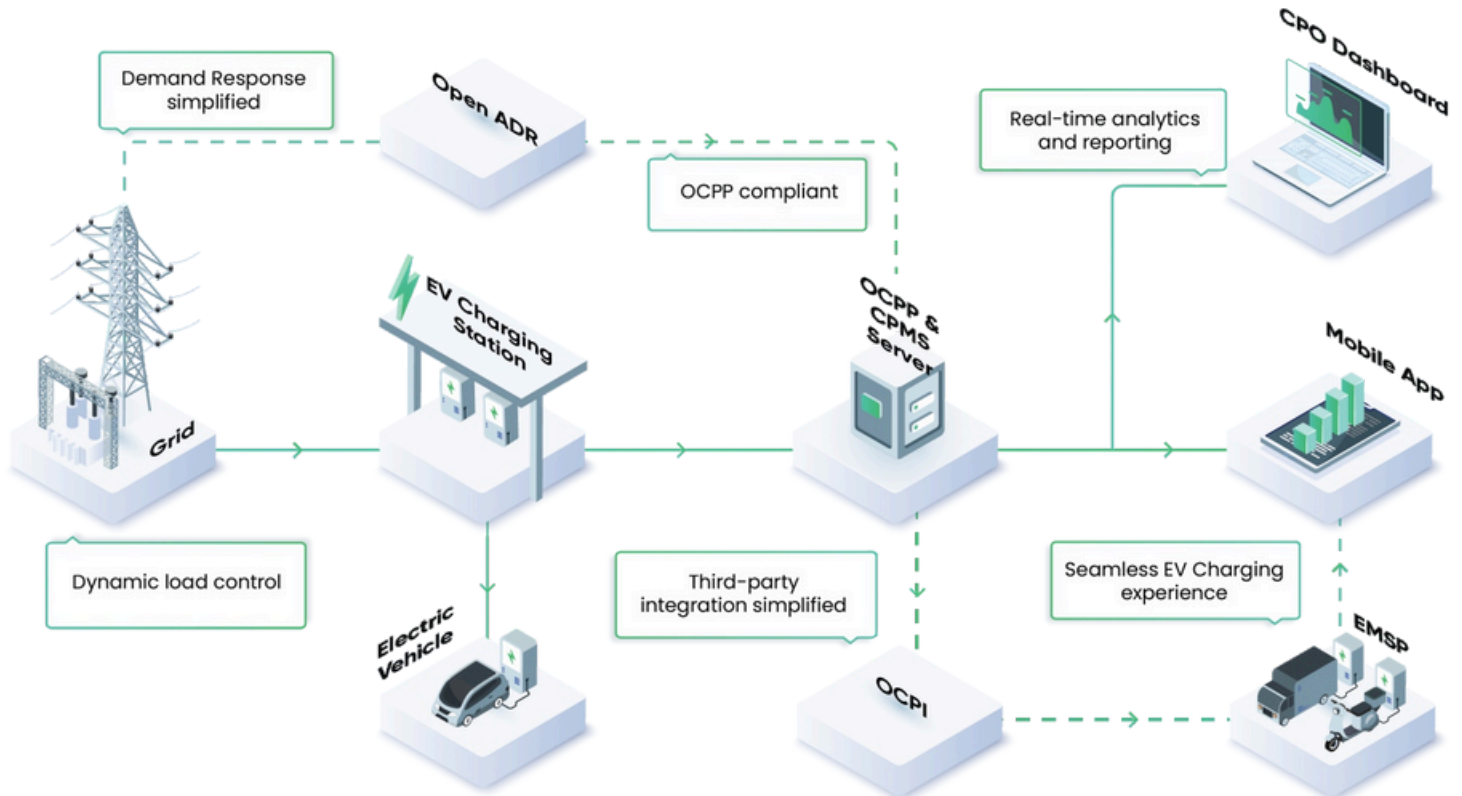 CPO Dashboard
Demand Response
simplified
Open ADR
Real-time analytics
and reporting
OCPP compliant
EV Charging
Station
OCPP &
CPMS
Server
Mobile App
Grid
Dynamic load control
Third-party
integration simplified
Seamless EV Charging
experience
Electric
Vehicle
OCPI
EMSP